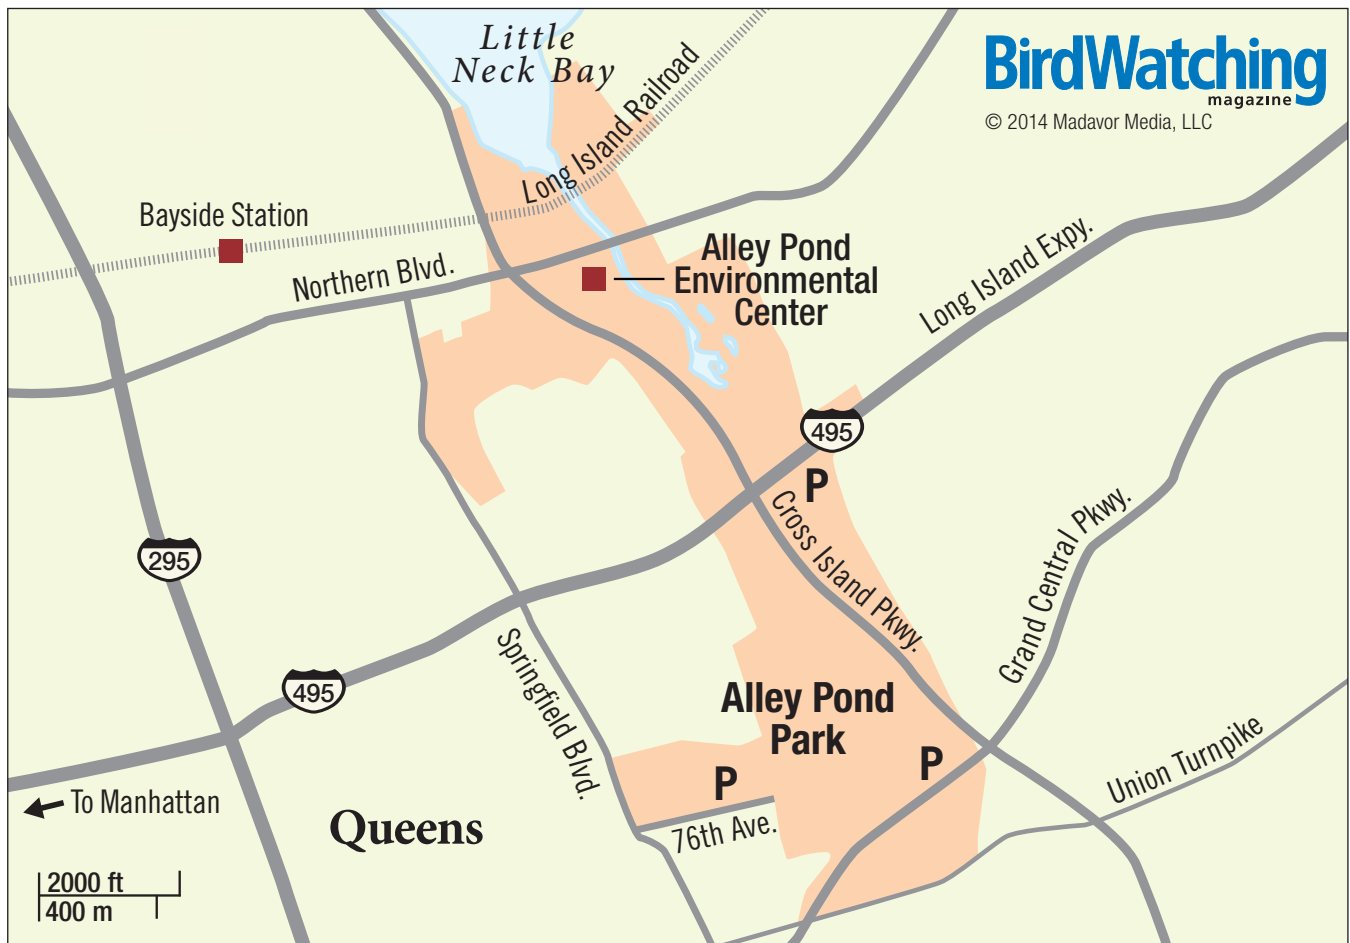 Little
Neck Bay
BirdWatching
magazine
© 2014 Madavor Media, LLC
Long Island Railroad
Bayside Station
Northern Blvd.
Alley Pond
Environmental
Center
Long Island Expy.
495
P
Cross Island Pkwy.
Grand Central Pkwy.
295
495
Springfield Blvd.
Alley Pond
Park
P
P
76th Ave.
Union Turnpike
To Manhattan
Queens
2000 ft
400 m